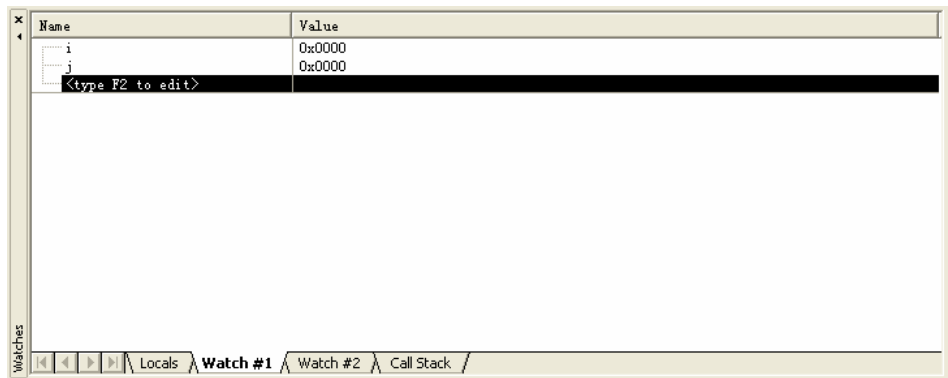 Name Value
i 0x0000
j 0x0000
<type F2 to edit>
Watches
Locals Watch #1 Watch #2 Call Stack